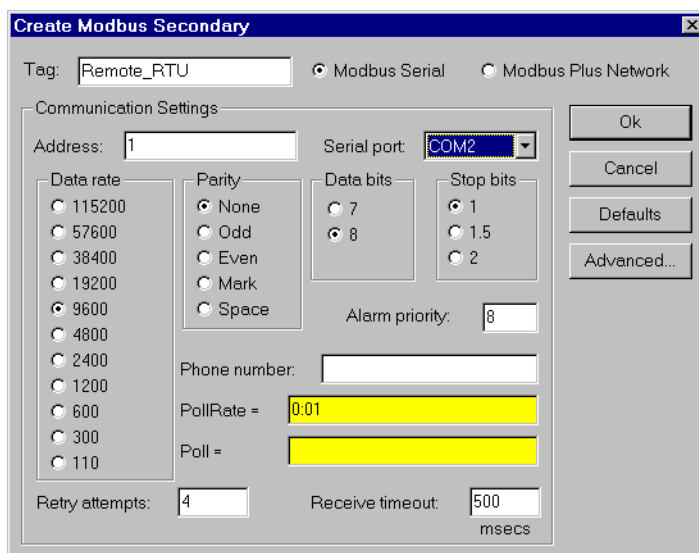 Create Modbus Secondary
Tag: Remote_RTU Modbus Serial Modbus Plus Network
Communication Settings
Ok
Address: 1 Serial port: COM2
Cancel
Data rate Parity Data bits Stop bits
115200 None 7 1
57600 Odd 8 1.5
Defaults
38400 Even 2
Advanced...
19200 Mark
9600 Space Alarm priority: 8
4800
2400 Phone number:
1200
600 PollRate = 0:01
300 Poll =
110
Retry attempts: 4 Receive timeout: 500
msecs